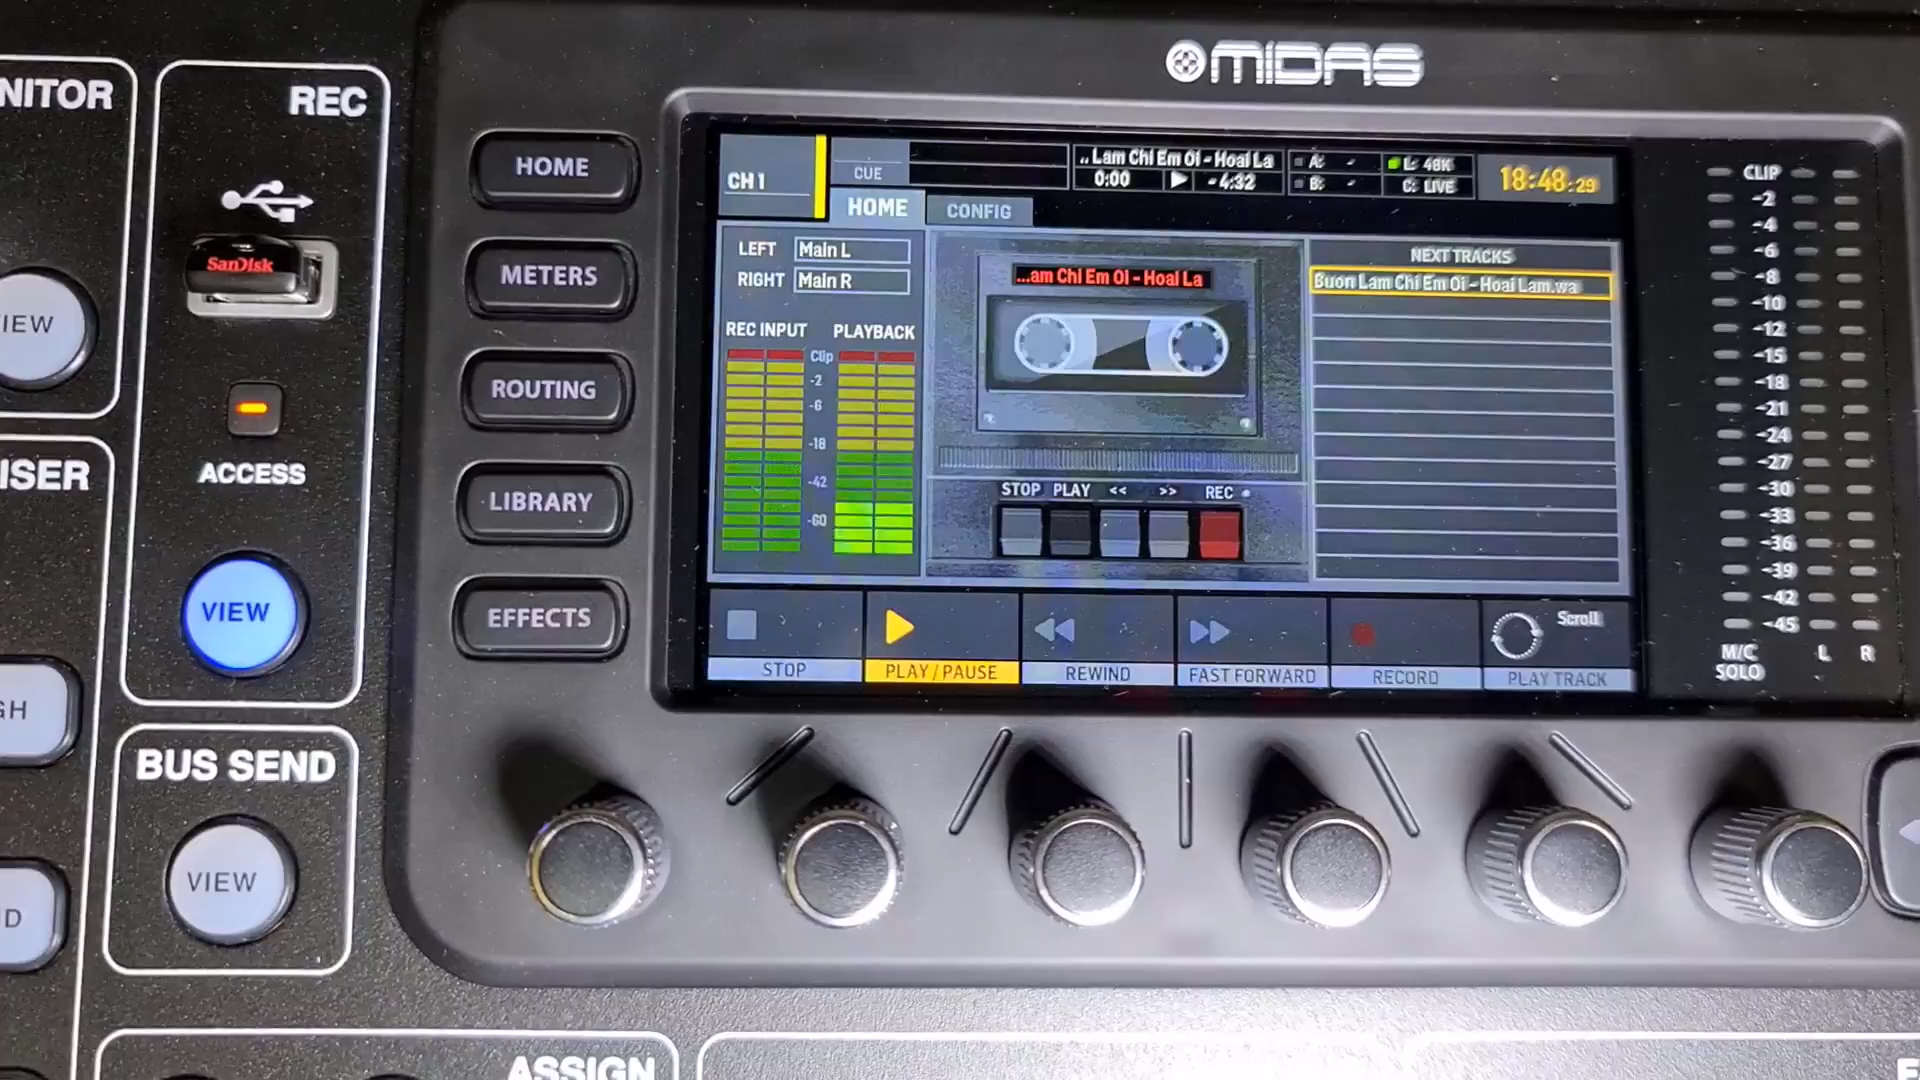 MIDAS
NITOR
REC
SanDisk
IEW
ACCESS
VIEW
ISER
GH
BUS SEND
VIEW
D
ASSIGN
HOME
METERS
ROUTING
LIBRARY
EFFECTS
CH 1
CUE
.. Lam Chi Em Oi - Hoai La
0:00
-4:32
A: -
B: -
L: 48K
C: LIVE
18:48:29
HOME
CONFIG
LEFT Main L
RIGHT Main R
REC INPUT
PLAYBACK
Clip
-2
-6
-18
-42
-60
...am Chi Em Oi - Hoai La
STOP PLAY << >> REC
NEXT TRACKS
Buon Lam Chi Em Oi - Hoai Lam.wa
Scroll
STOP
PLAY / PAUSE
REWIND
FAST FORWARD
RECORD
PLAY TRACK
CLIP
-2
-4
-6
-8
-10
-12
-15
-18
-21
-24
-27
-30
-33
-36
-39
-42
-45
M/C
SOLO
L
R